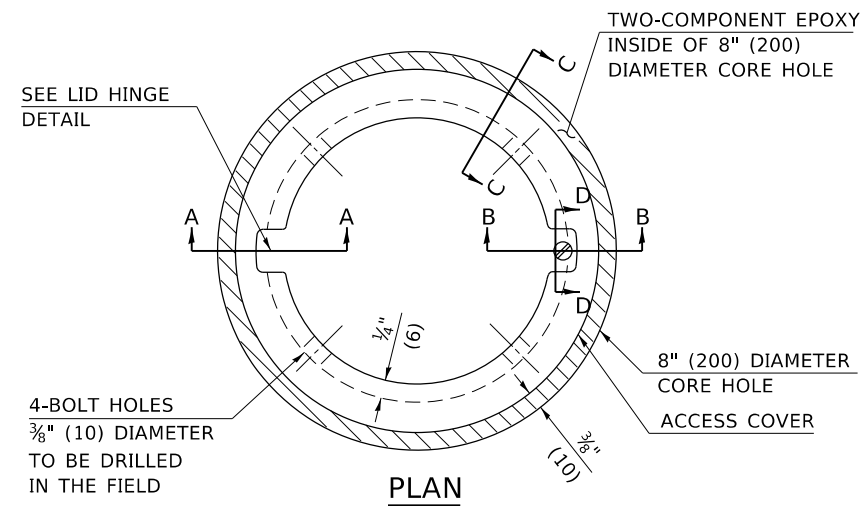 TWO-COMPONENT EPOXY
INSIDE OF 8" (200)
DIAMETER CORE HOLE
SEE LID HINGE
DETAIL
C
C
A
A
B
B
D
D
¼"
(6)
8" (200) DIAMETER
CORE HOLE
ACCESS COVER
4-BOLT HOLES
⅜" (10) DIAMETER
TO BE DRILLED
IN THE FIELD
⅜"
(10)
PLAN